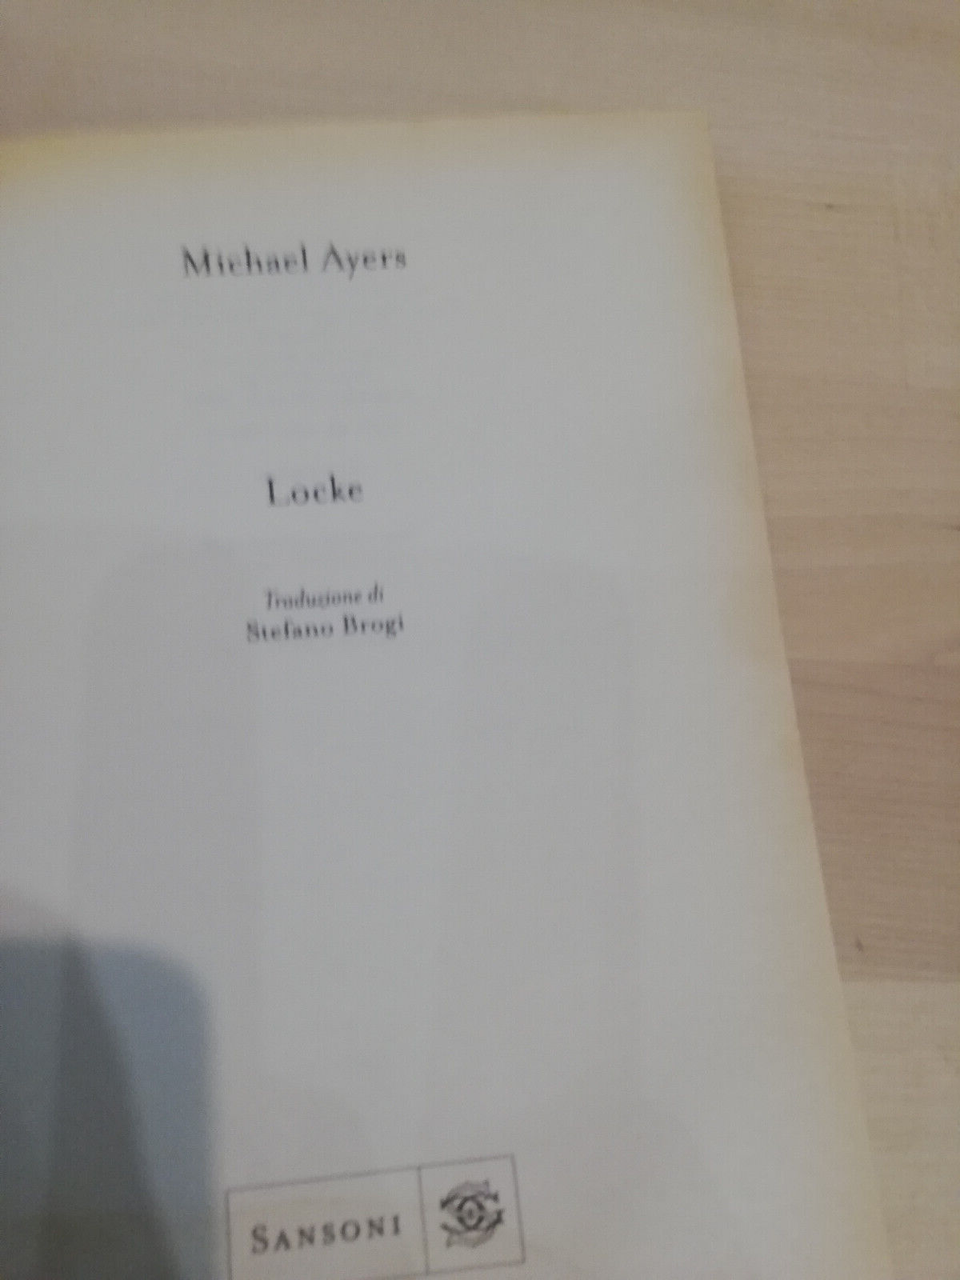 Michael Ayers
Locke
Traduzione di
Stefano Brogi
SANSONI